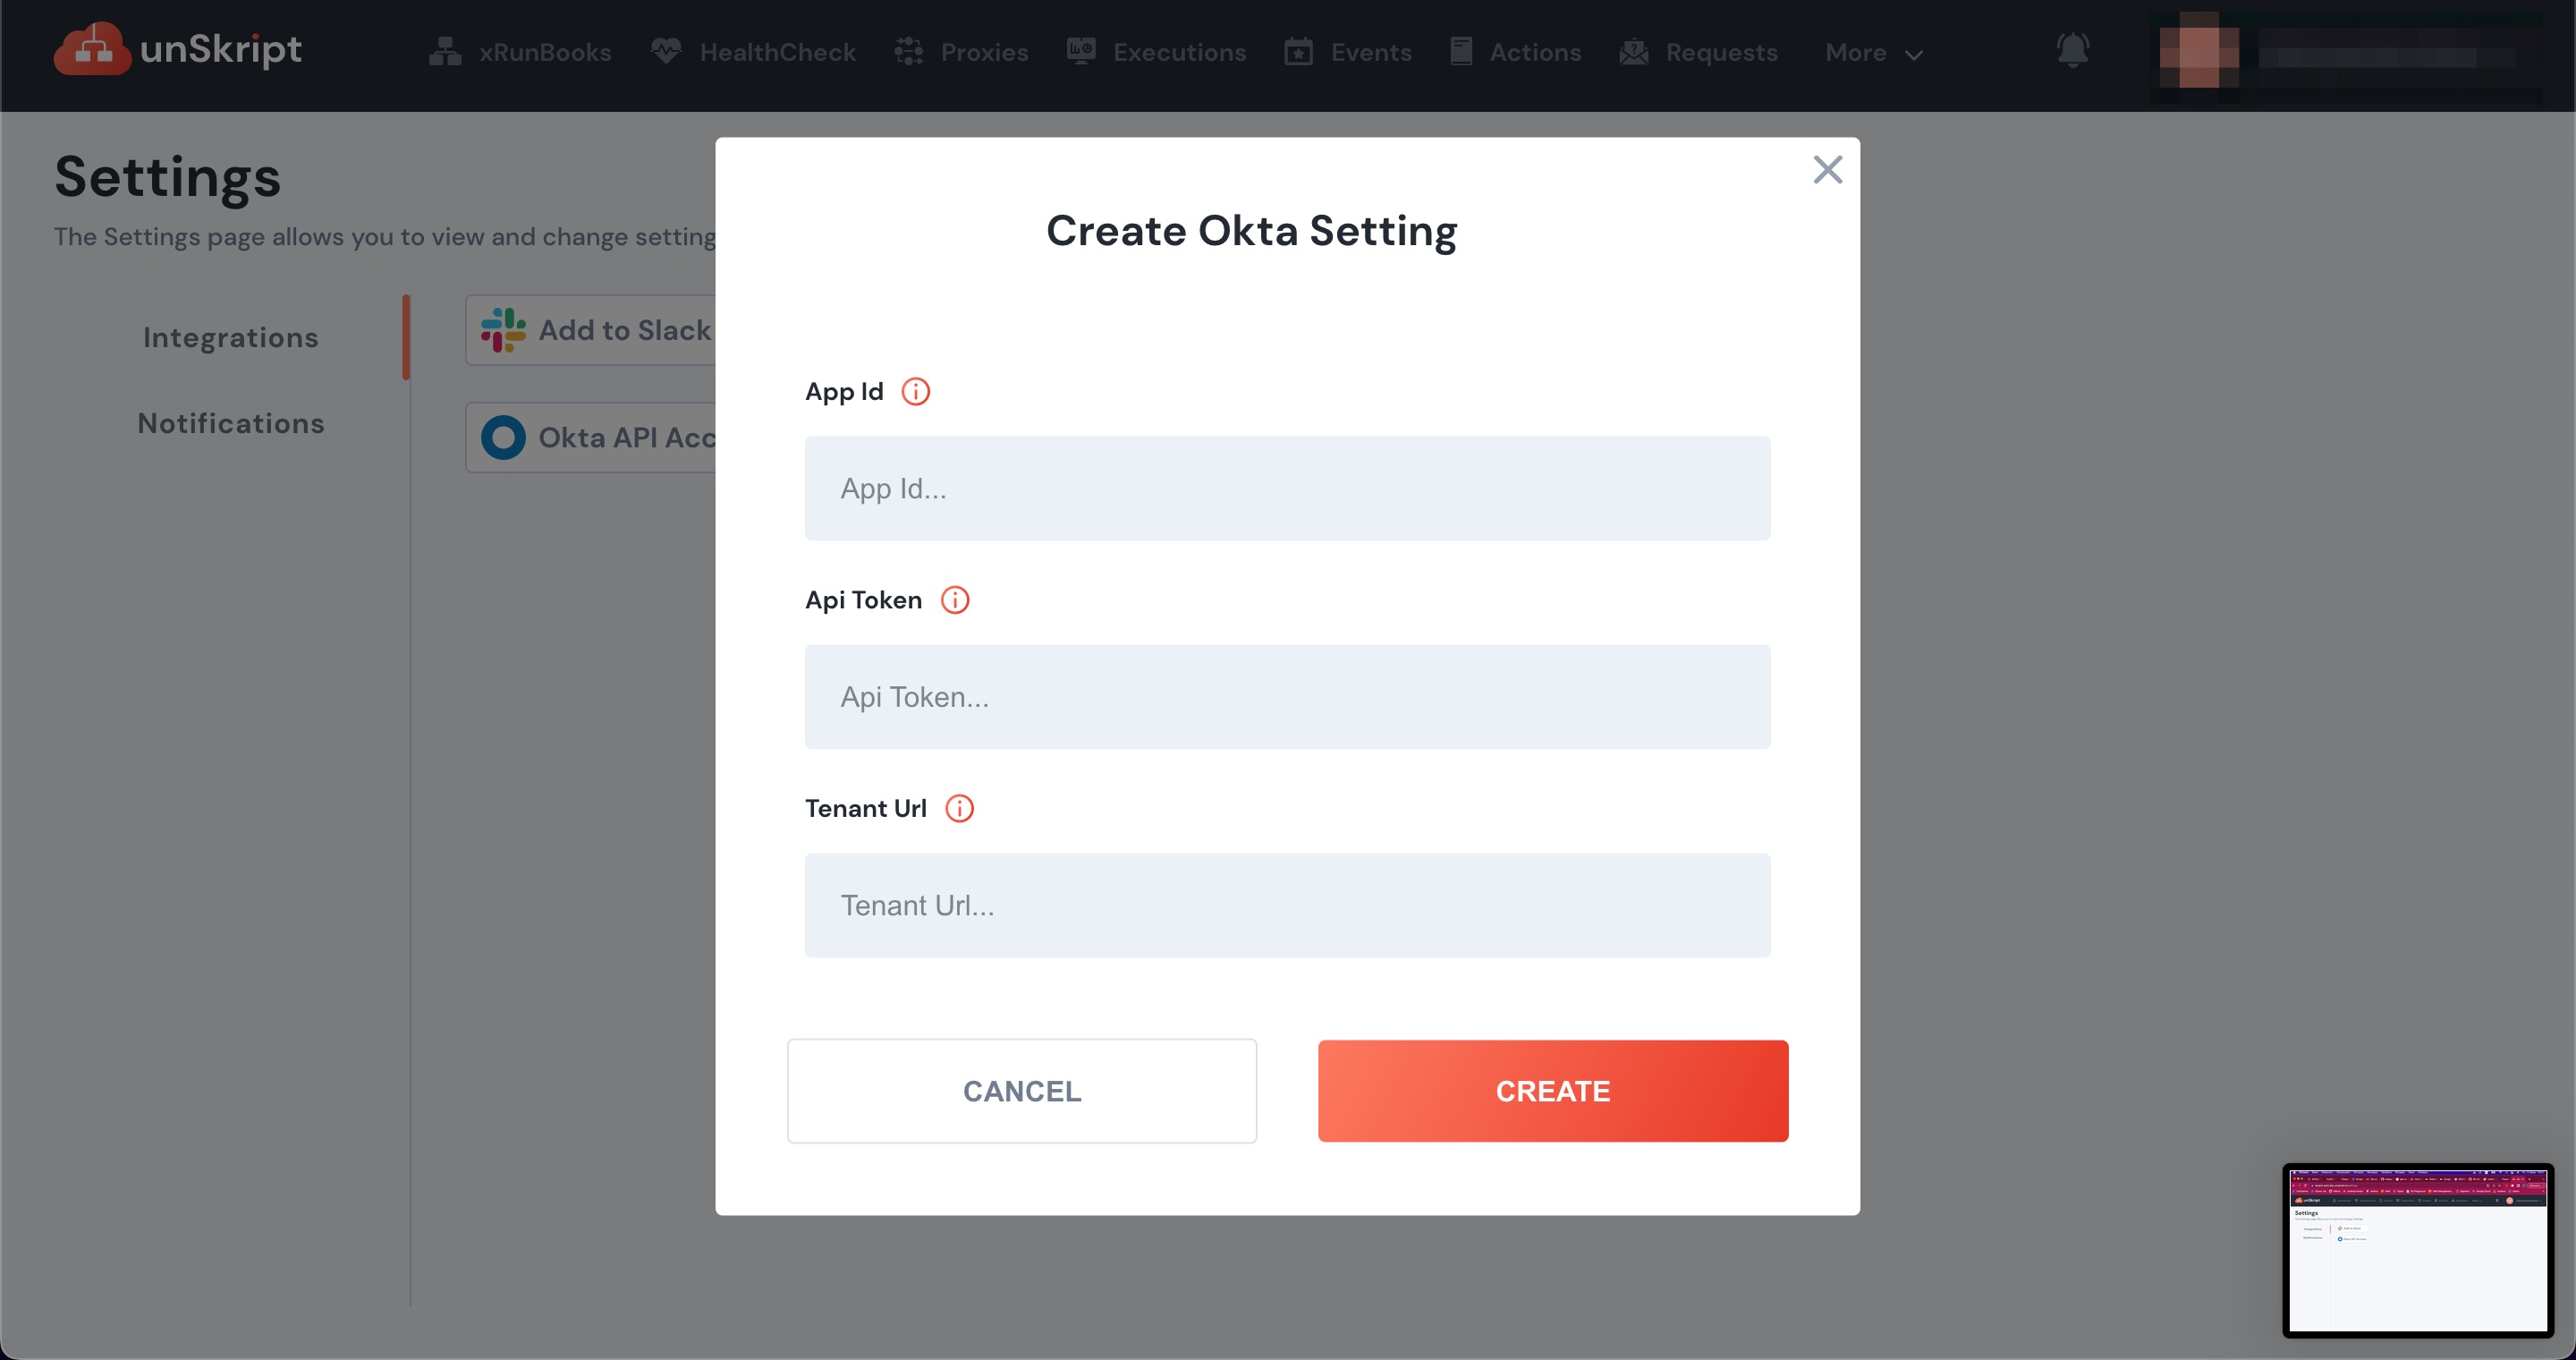 unSkript
xRunBooks HealthCheck Proxies Executions Events Actions Requests More
Settings
The Settings page allows you to view and change setting
Integrations
Notifications
Add to Slack
Okta API Acc
Create Okta Setting
App Id
App Id...
Api Token
Api Token...
Tenant Url
Tenant Url...
CANCEL
CREATE
unSkript
Settings